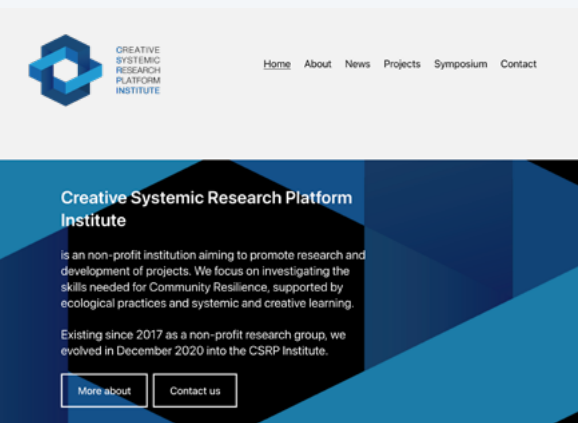 CREATIVE
SYSTEMIC
RESEARCH
PLATFORM
INSTITUTE
Home About News Projects Symposium Contact
Creative Systemic Research Platform
Institute
is an non-profit institution aiming to promote research and
development of projects. We focus on investigating the
skills needed for Community Resilience, supported by
ecological practices and systemic and creative learning.
Existing since 2017 as a non-profit research group, we
evolved in December 2020 into the CSRP Institute.
More about Contact us